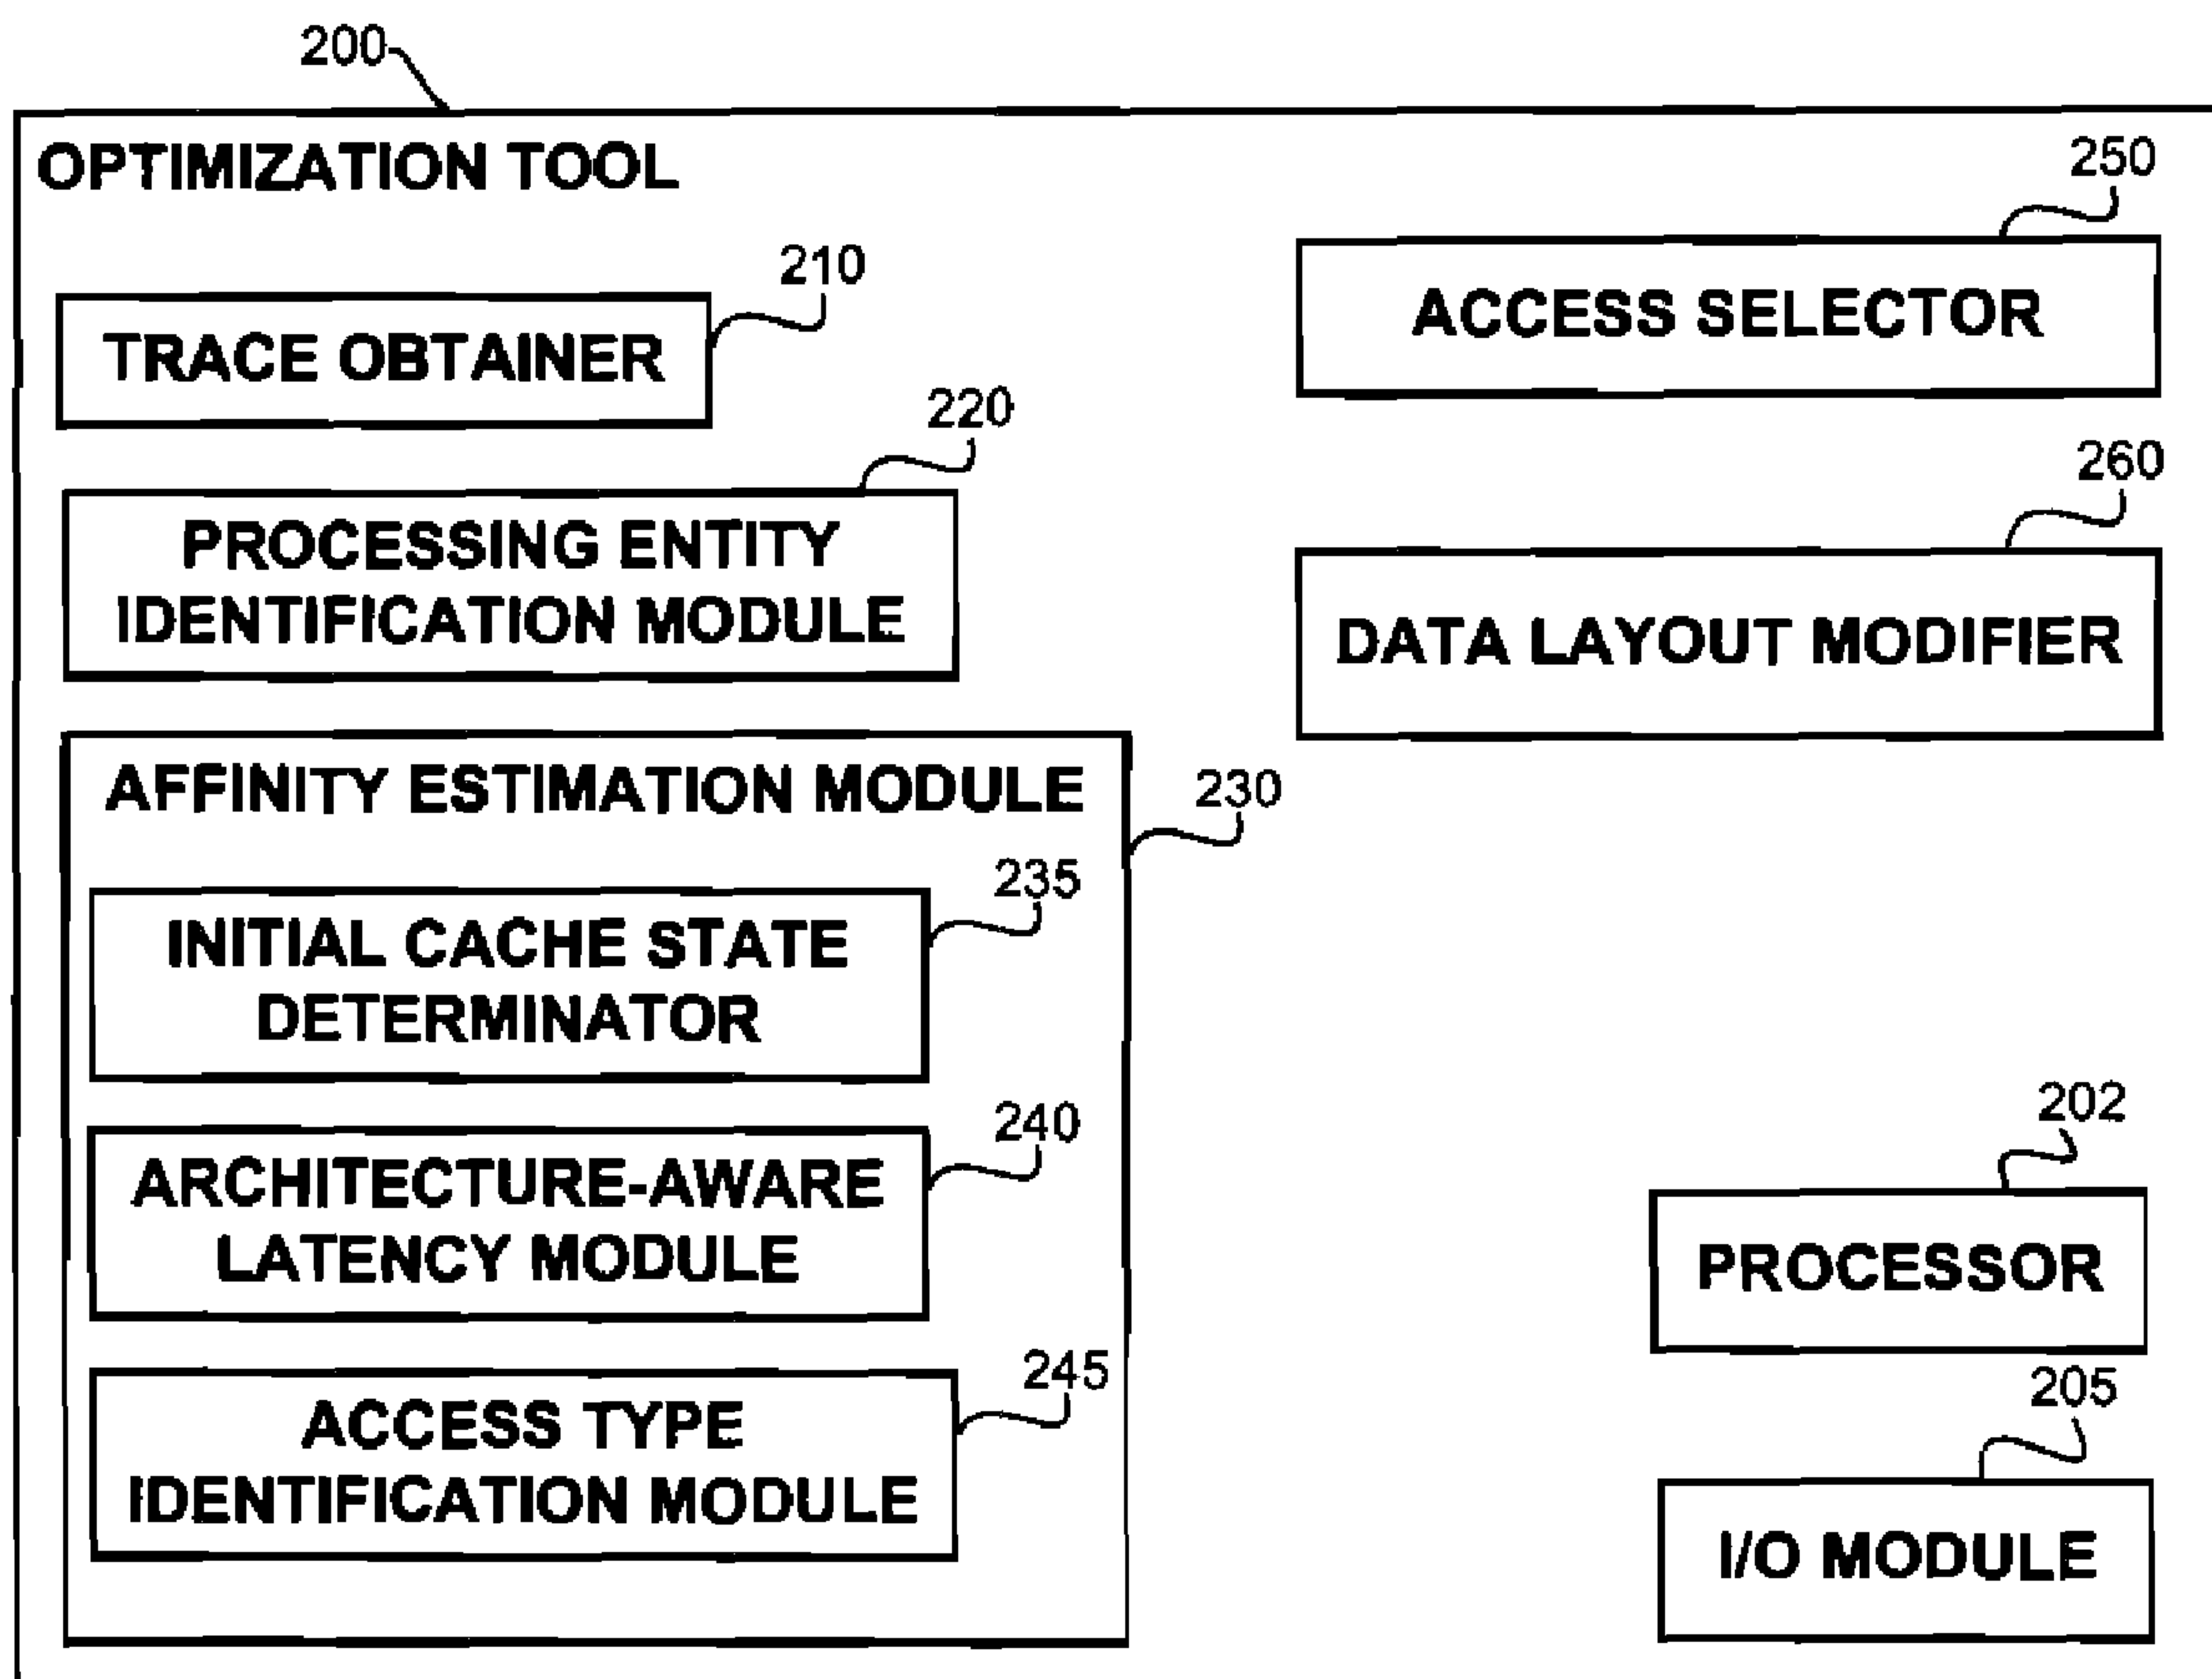 200
OPTIMIZATION TOOL
210
TRACE OBTAINER
220
PROCESSING ENTITY
IDENTIFICATION MODULE
230
AFFINITY ESTIMATION MODULE
235
INITIAL CACHE STATE
DETERMINATOR
240
ARCHITECTURE-AWARE
LATENCY MODULE
245
ACCESS TYPE
IDENTIFICATION MODULE
250
ACCESS SELECTOR
260
DATA LAYOUT MODIFIER
202
PROCESSOR
205
I/O MODULE